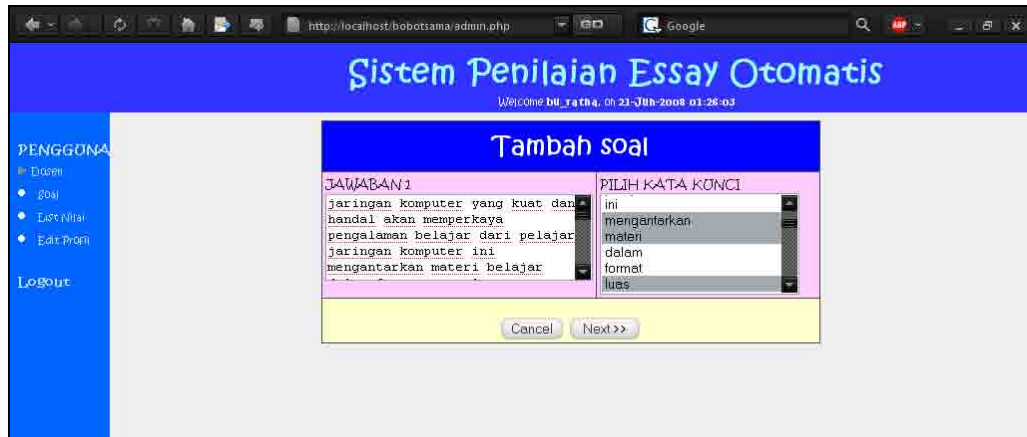 http://localhost/bobotsama/admin.php
GO
Google
ABP
Sistem Penilaian Essay Otomatis
Welcome bu_ratna, on 21-Jun-2008 01:26:03
PENGGUNA
Dosen
Soal
List Nilai
Edit Profil
Logout
Tambah soal
JAWABAN 1
PILIH KATA KUNCI
jaringan komputer yang kuat dan
handal akan memperkaya
pengalaman belajar dari pelajar
jaringan komputer ini
mengantarkan materi belajar
ini
mengantarkan
materi
dalam
format
luas
Cancel
Next >>